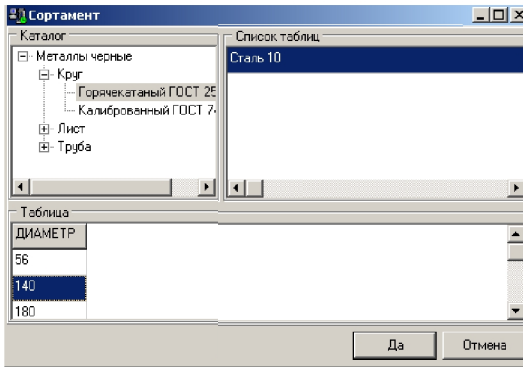 Сортамент
Каталог
Металлы черные
Круг
Горячекатаный ГОСТ 25
Калиброванный ГОСТ 7
Лист
Труба
Список таблиц
Сталь 10
Таблица
ДИАМЕТР
56
140
180
Да
Отмена